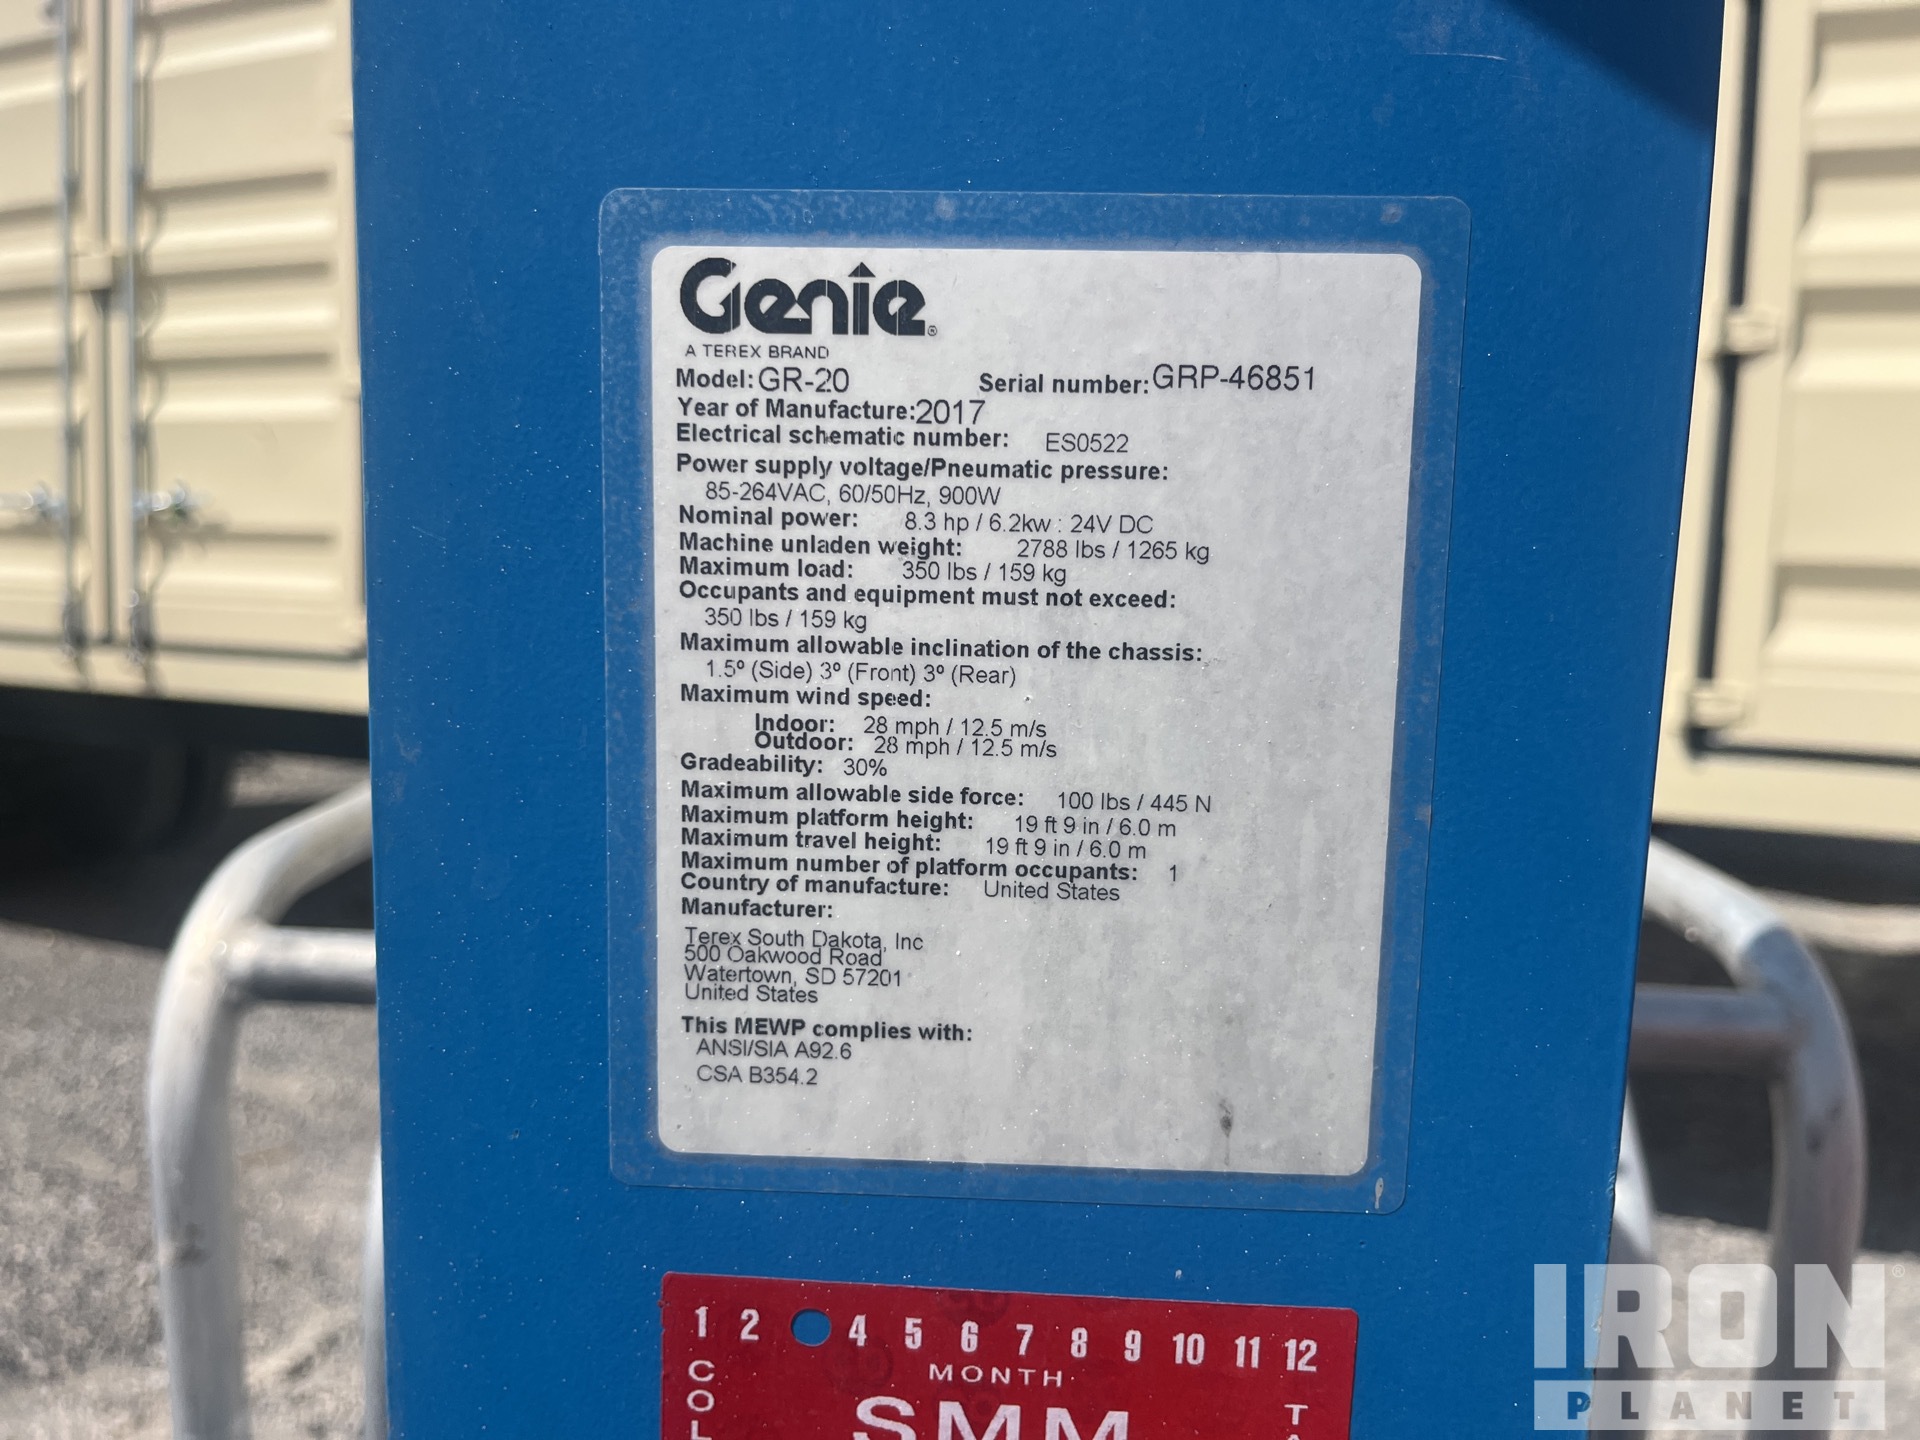 Genie®
A TEREX BRAND
Model: GR-20 Serial number: GRP-46851
Year of Manufacture: 2017
Electrical schematic number: ES0522
Power supply voltage/Pneumatic pressure:
85-264VAC, 60/50Hz, 900W
Nominal power: 8.3 hp / 6.2kw : 24V DC
Machine unladen weight: 2788 lbs / 1265 kg
Maximum load: 350 lbs / 159 kg
Occupants and equipment must not exceed:
350 lbs / 159 kg
Maximum allowable inclination of the chassis:
1.5º (Side) 3º (Front) 3º (Rear)
Maximum wind speed:
Indoor: 28 mph / 12.5 m/s
Outdoor: 28 mph / 12.5 m/s
Gradeability: 30%
Maximum allowable side force: 100 lbs / 445 N
Maximum platform height: 19 ft 9 in / 6.0 m
Maximum travel height: 19 ft 9 in / 6.0 m
Maximum number of platform occupants: 1
Country of manufacture: United States
Manufacturer:
Terex South Dakota, Inc
500 Oakwood Road
Watertown, SD 57201
United States
This MEWP complies with:
ANSI/SIA A92.6
CSA B354.2
1 2 4 5 6 7 8 9 10 11 12
MONTH
SMM
COL
IRON®
PLANET